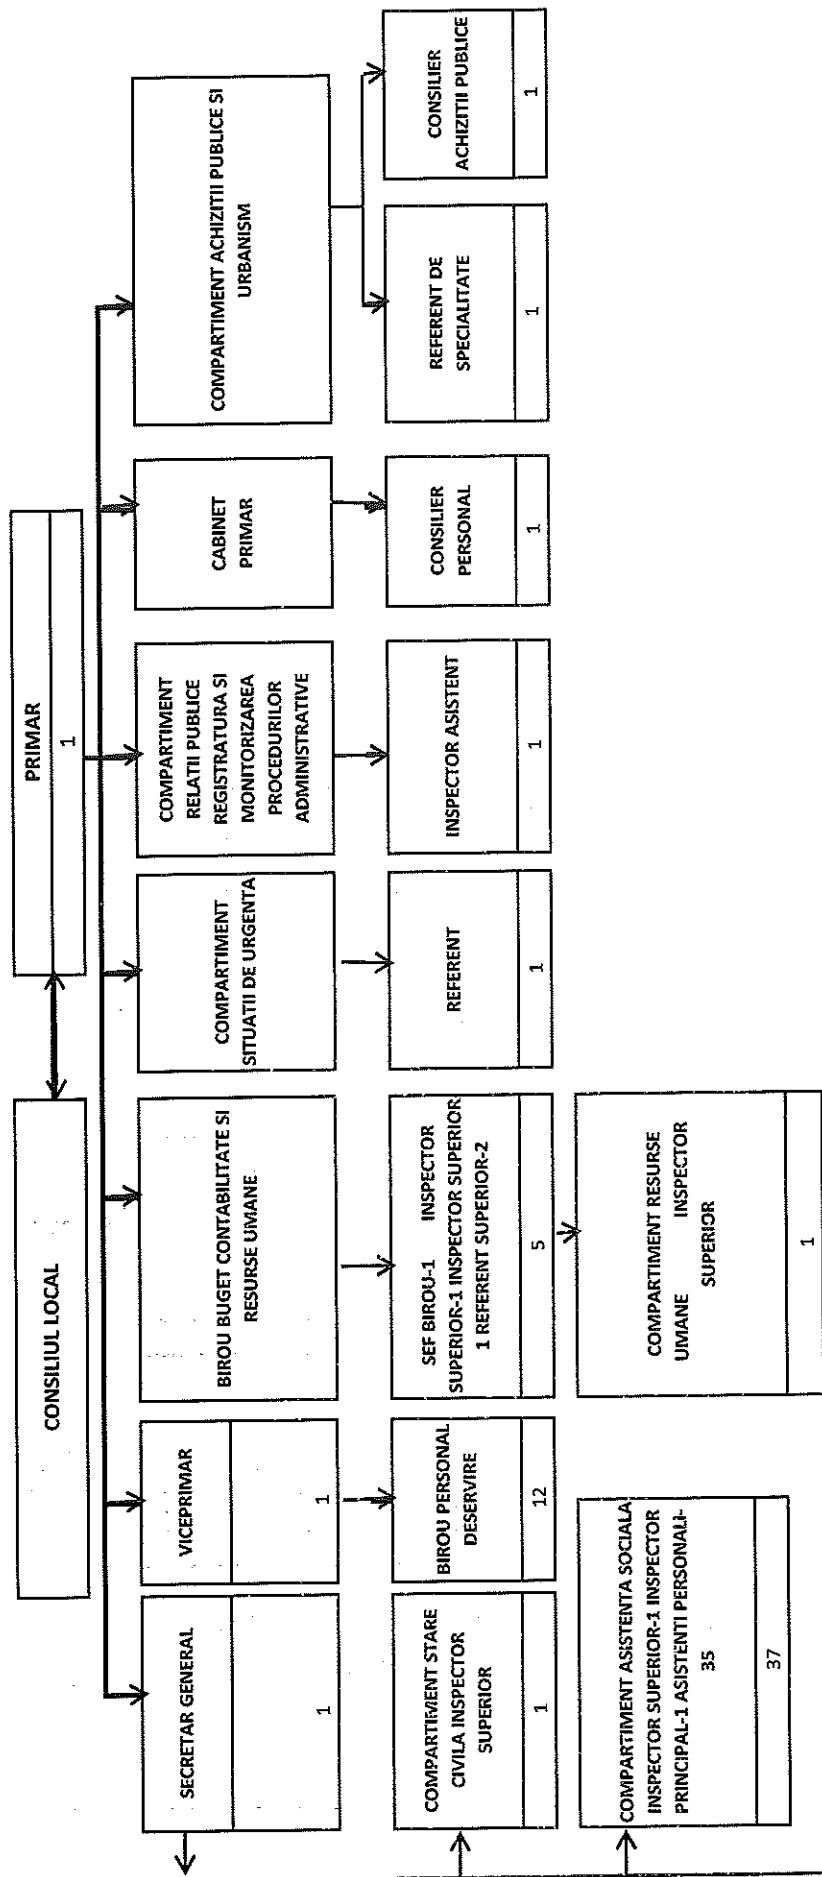 CONSILIUL LOCAL
PRIMAR
1
SECRETAR GENERAL
1
VICEPRIMAR
1
BIROU BUGET CONTABILITATE SI
RESURSE UMANE
COMPARTIMENT
SITUATII DE URGENTA
COMPARTIMENT
RELATII PUBLICE
REGISTRATURA SI
MONITORIZAREA
PROCEDURILOR
ADMINISTRATIVE
CABINET
PRIMAR
COMPARTIMENT ACHIZITII PUBLICE SI
URBANISM
COMPARTIMENT STARE
CIVILA INSPECTOR
SUPERIOR
1
BIROU PERSONAL
DESERVIRE
12
SEF BIROU-1 INSPECTOR
SUPERIOR-1 INSPECTOR SUPERIOR-
1 REFERENT SUPERIOR-2
5
REFERENT
1
INSPECTOR ASISTENT
1
CONSILIER
PERSONAL
1
REFERENT DE
SPECIALITATE
1
CONSILIER
ACHIZITII PUBLICE
1
COMPARTIMENT ASISTENTA SOCIALA
INSPECTOR SUPERIOR-1 INSPECTOR
PRINCIPAL-1 ASISTENTI PERSONALI-
35
37
COMPARTIMENT RESURSE
UMANE INSPECTOR
SUPERIOR
1